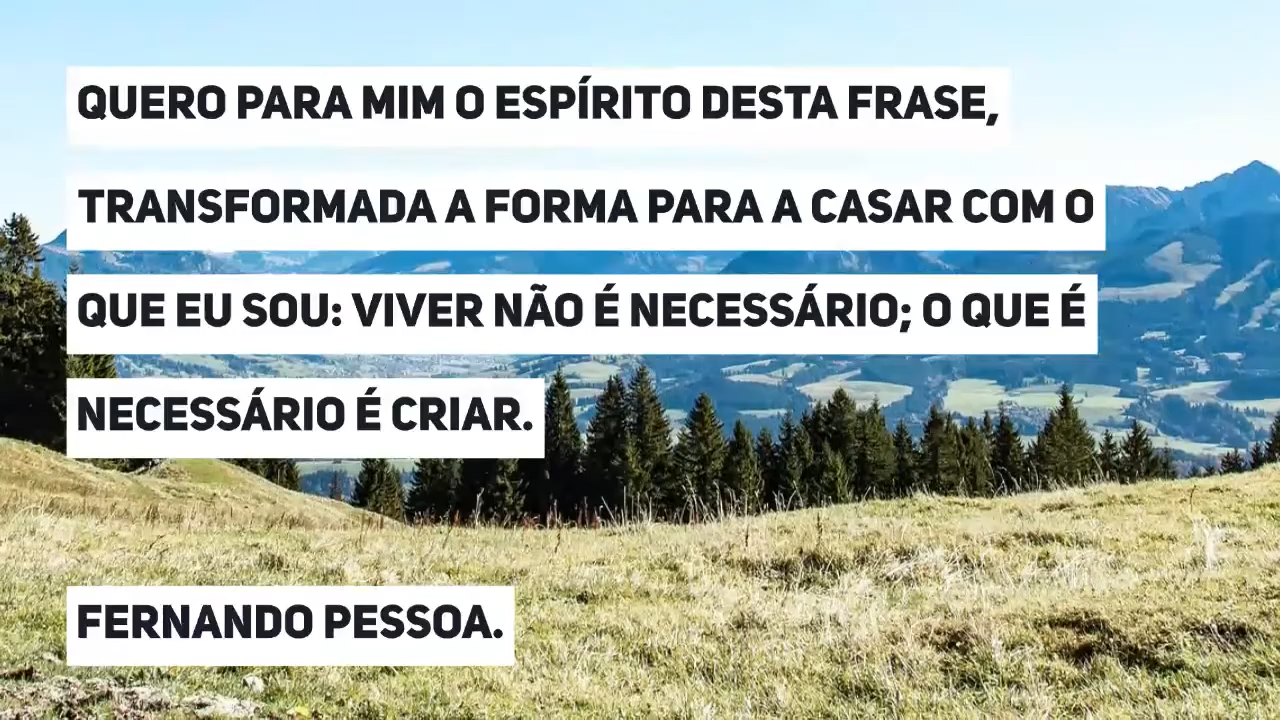 QUERO PARA MIM O ESPÍRITO DESTA FRASE,
TRANSFORMADA A FORMA PARA A CASAR COM O
QUE EU SOU: VIVER NÃO É NECESSÁRIO; O QUE É
NECESSÁRIO É CRIAR.
FERNANDO PESSOA.